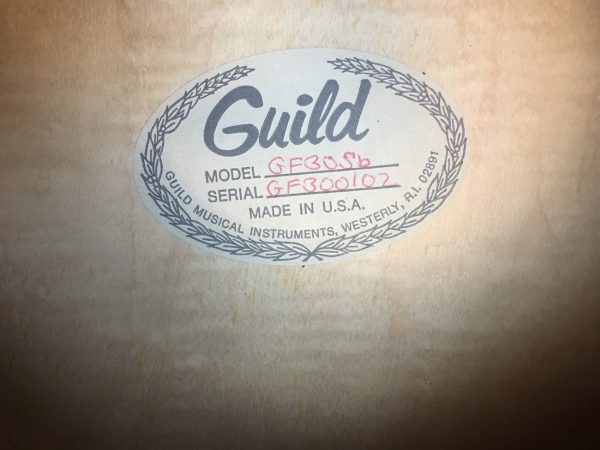 Guild
MODEL GF30Sb
SERIAL GF300102
MADE IN U.S.A.
GUILD MUSICAL INSTRUMENTS, WESTERLY, R.I. 02891